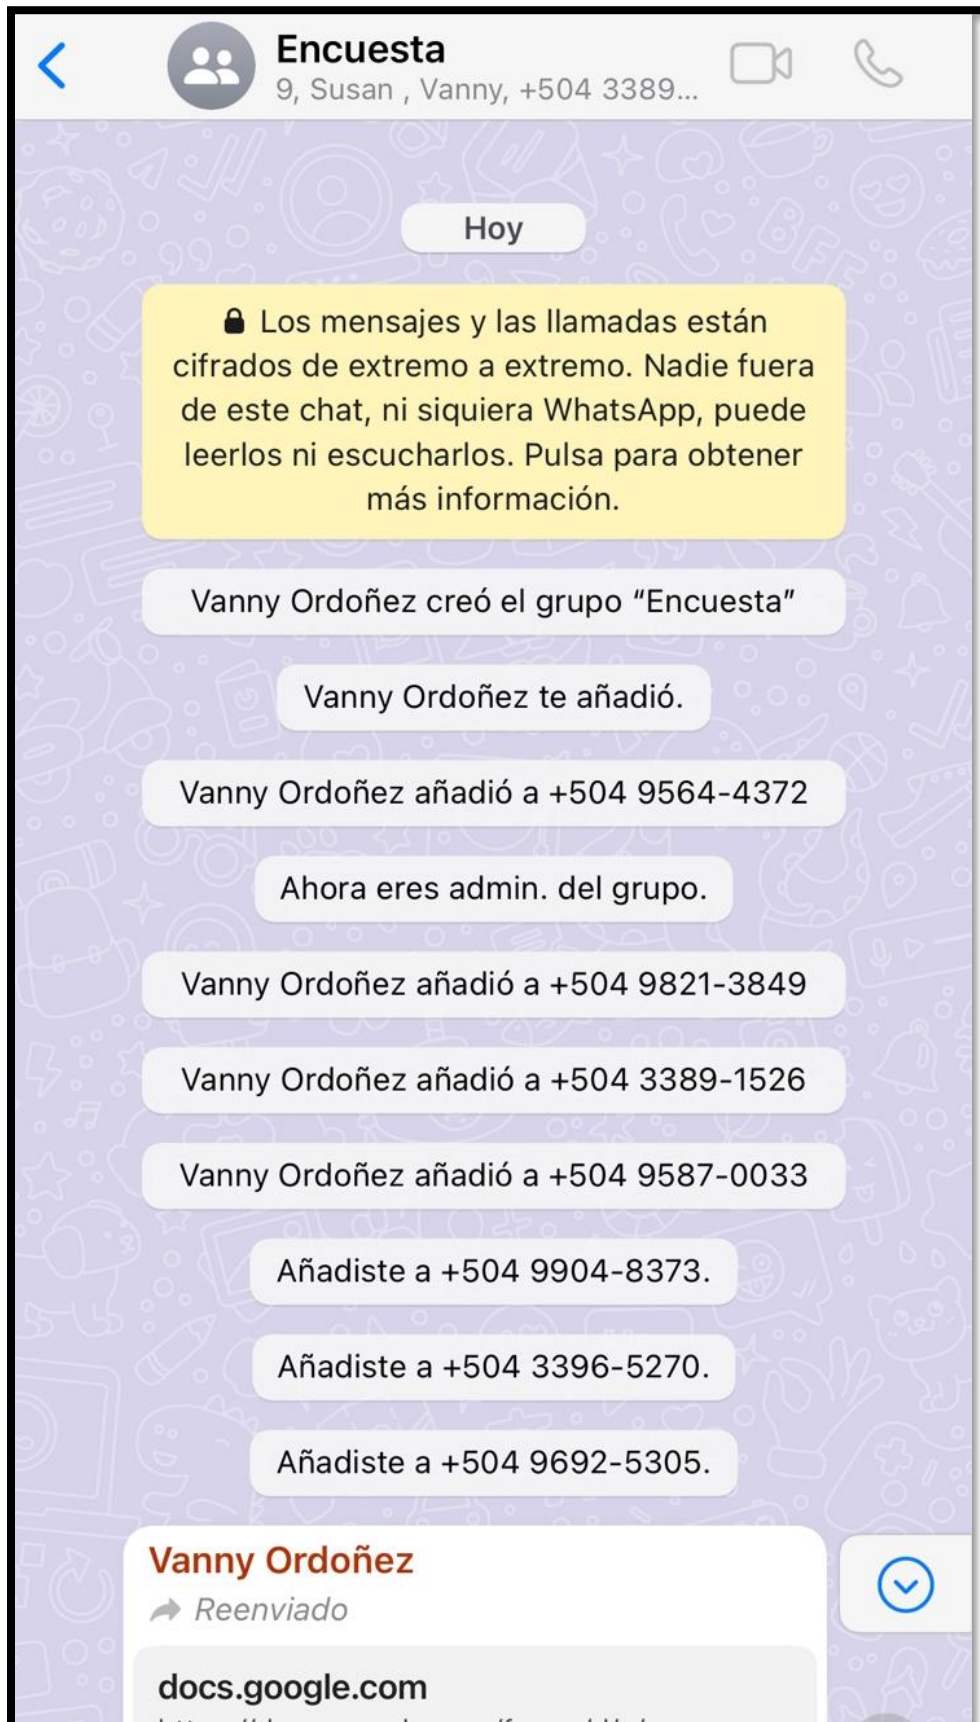 Encuesta
9, Susan , Vanny, +504 3389...
Hoy
Los mensajes y las llamadas están
cifrados de extremo a extremo. Nadie fuera
de este chat, ni siquiera WhatsApp, puede
leerlos ni escucharlos. Pulsa para obtener
más información.
Vanny Ordoñez creó el grupo “Encuesta”
Vanny Ordoñez te añadió.
Vanny Ordoñez añadió a +504 9564-4372
Ahora eres admin. del grupo.
Vanny Ordoñez añadió a +504 9821-3849
Vanny Ordoñez añadió a +504 3389-1526
Vanny Ordoñez añadió a +504 9587-0033
Añadiste a +504 9904-8373.
Añadiste a +504 3396-5270.
Añadiste a +504 9692-5305.
Vanny Ordoñez
Reenviado
docs.google.com